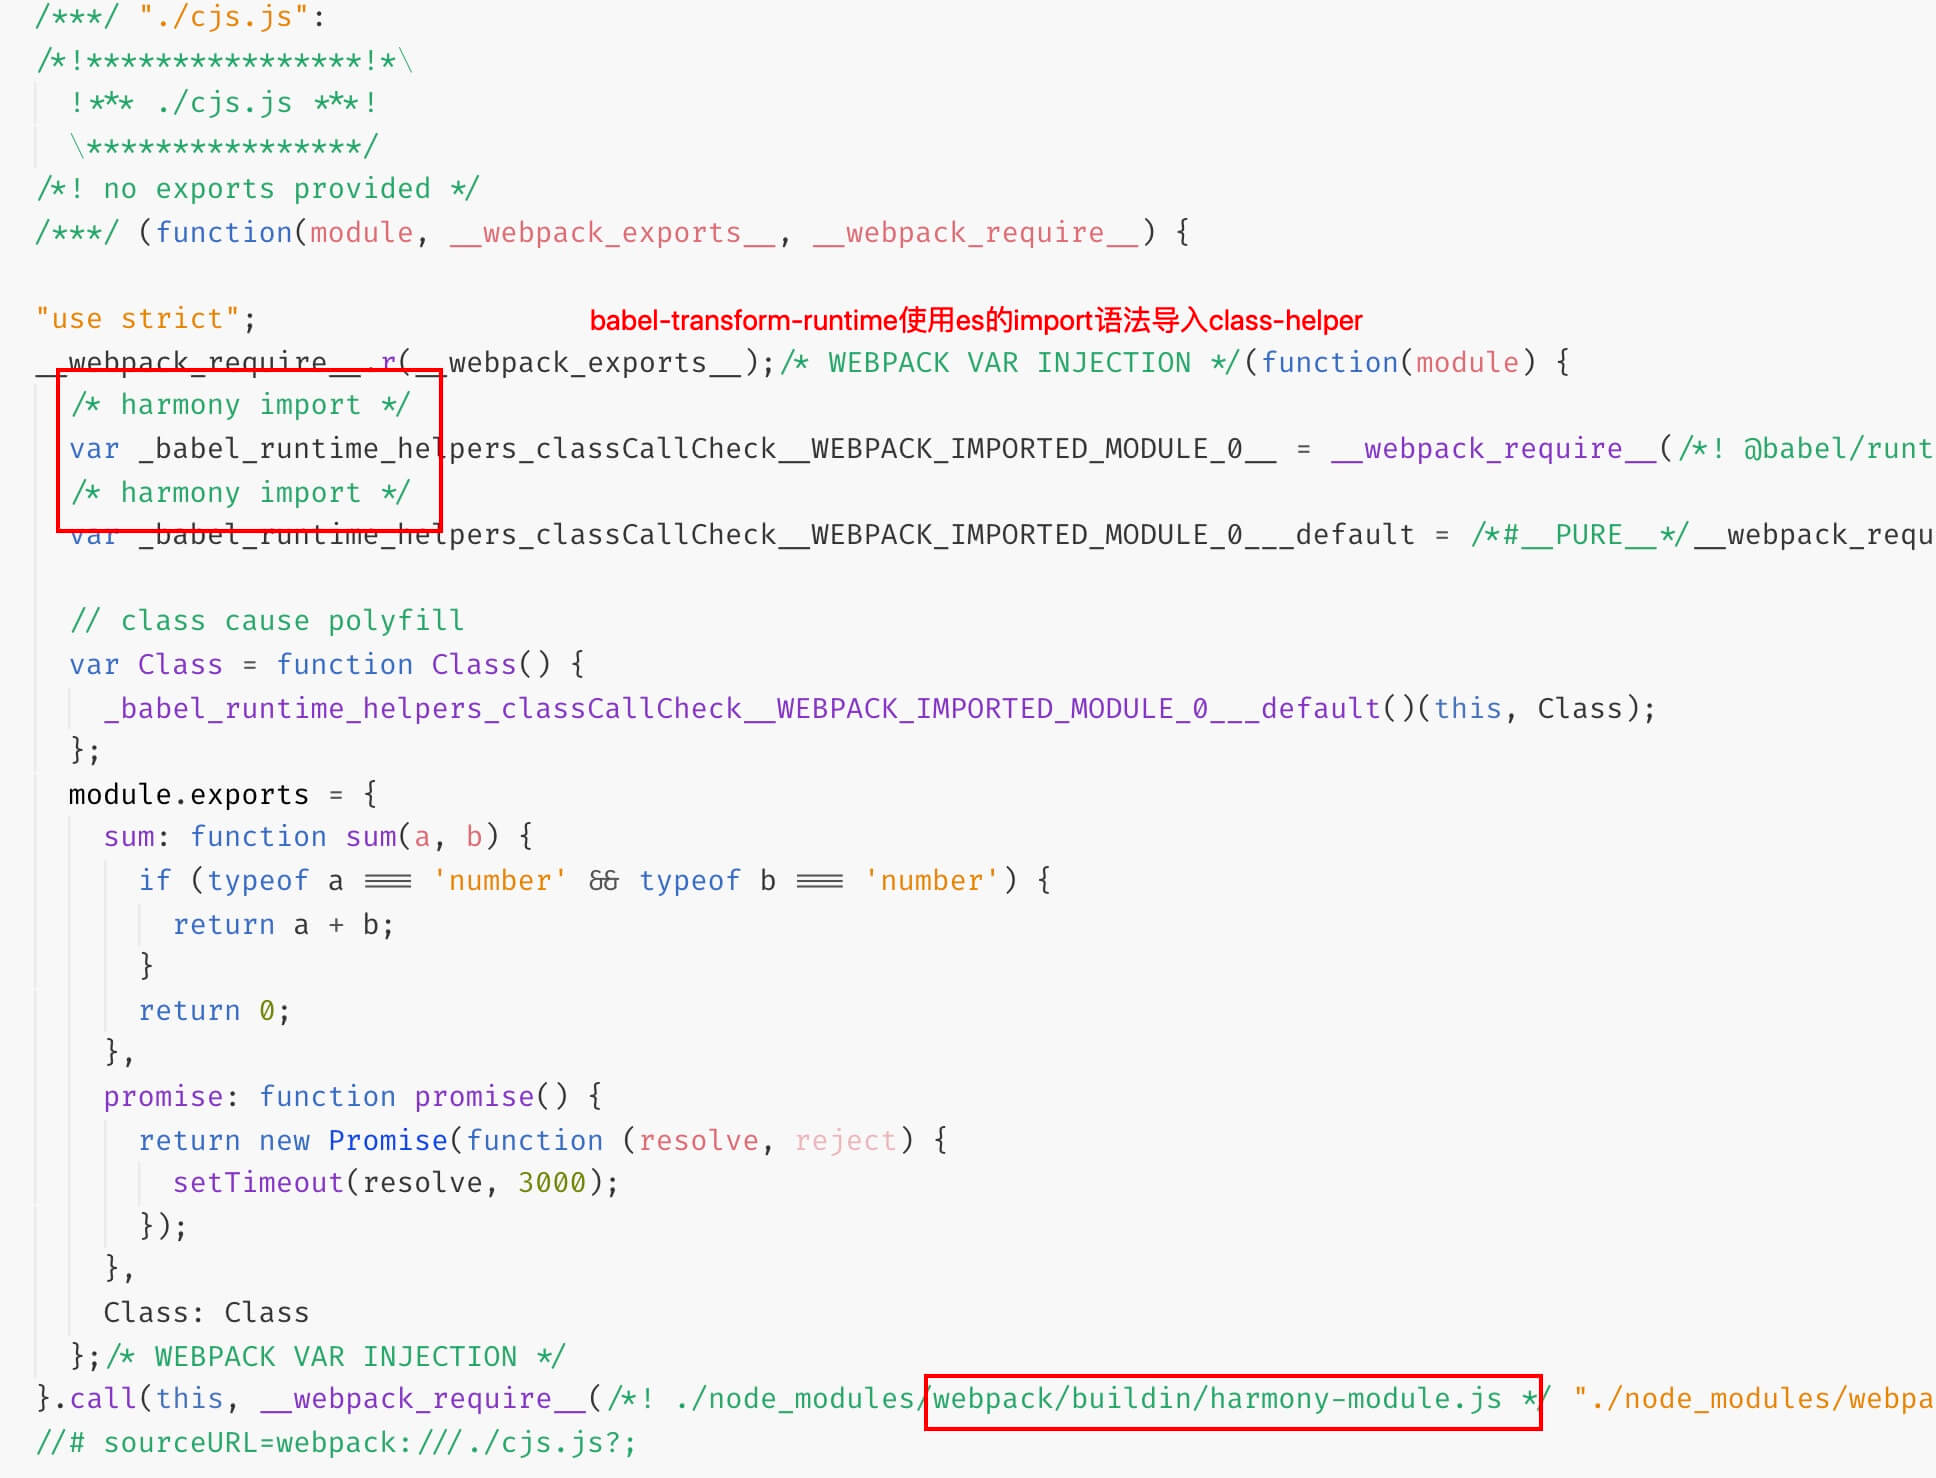 /***/ "./cjs.js":
/*!****************!*\
  !*** ./cjs.js ***!
  \****************/
/*! no exports provided */
/***/ (function(module, __webpack_exports__, __webpack_require__) {
"use strict";
babel-transform-runtime使用es的import语法导入class-helper
__webpack_require__.r(__webpack_exports__);/* WEBPACK VAR INJECTION */(function(module) {
  /* harmony import */
  var _babel_runtime_helpers_classCallCheck__WEBPACK_IMPORTED_MODULE_0__ = __webpack_require__(/*! @babel/runt
  /* harmony import */
  var _babel_runtime_helpers_classCallCheck__WEBPACK_IMPORTED_MODULE_0___default = /*#__PURE__*/__webpack_requ
  // class cause polyfill
  var Class = function Class() {
    _babel_runtime_helpers_classCallCheck__WEBPACK_IMPORTED_MODULE_0___default()(this, Class);
  };
  module.exports = {
    sum: function sum(a, b) {
      if (typeof a === 'number' && typeof b === 'number') {
        return a + b;
      }
      return 0;
    },
    promise: function promise() {
      return new Promise(function (resolve, reject) {
        setTimeout(resolve, 3000);
      });
    },
    Class: Class
  };/* WEBPACK VAR INJECTION */
}.call(this, __webpack_require__(/*! ./node_modules/webpack/buildin/harmony-module.js */ "./node_modules/webpa
//# sourceURL=webpack:///./cjs.js?;